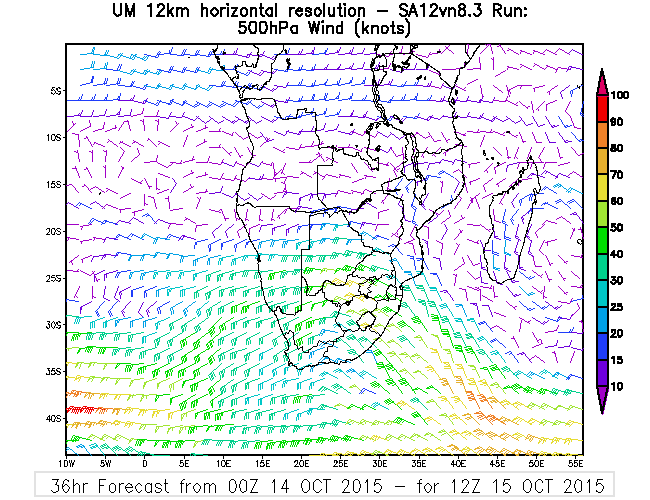 UM 12km horizontal resolution – SA12vn8.3 Run:
500hPa Wind (knots)
5S
10S
15S
20S
25S
30S
35S
40S
10W 5W 0 5E 10E 15E 20E 25E 30E 35E 40E 45E 50E 55E
100
90
80
70
60
50
40
30
25
20
15
10
36hr Forecast from 00Z 14 OCT 2015 – for 12Z 15 OCT 2015